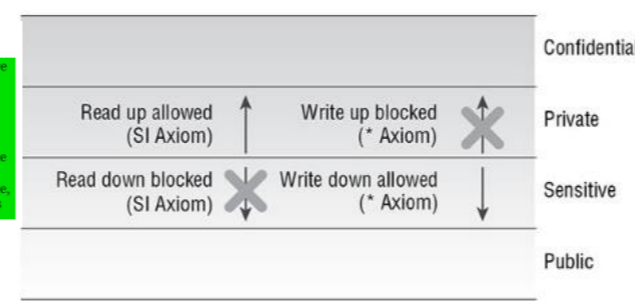 Confidential
Read up allowed
(SI Axiom)
Write up blocked
(* Axiom)
Private
Read down blocked
(SI Axiom)
Write down allowed
(* Axiom)
Sensitive
Public